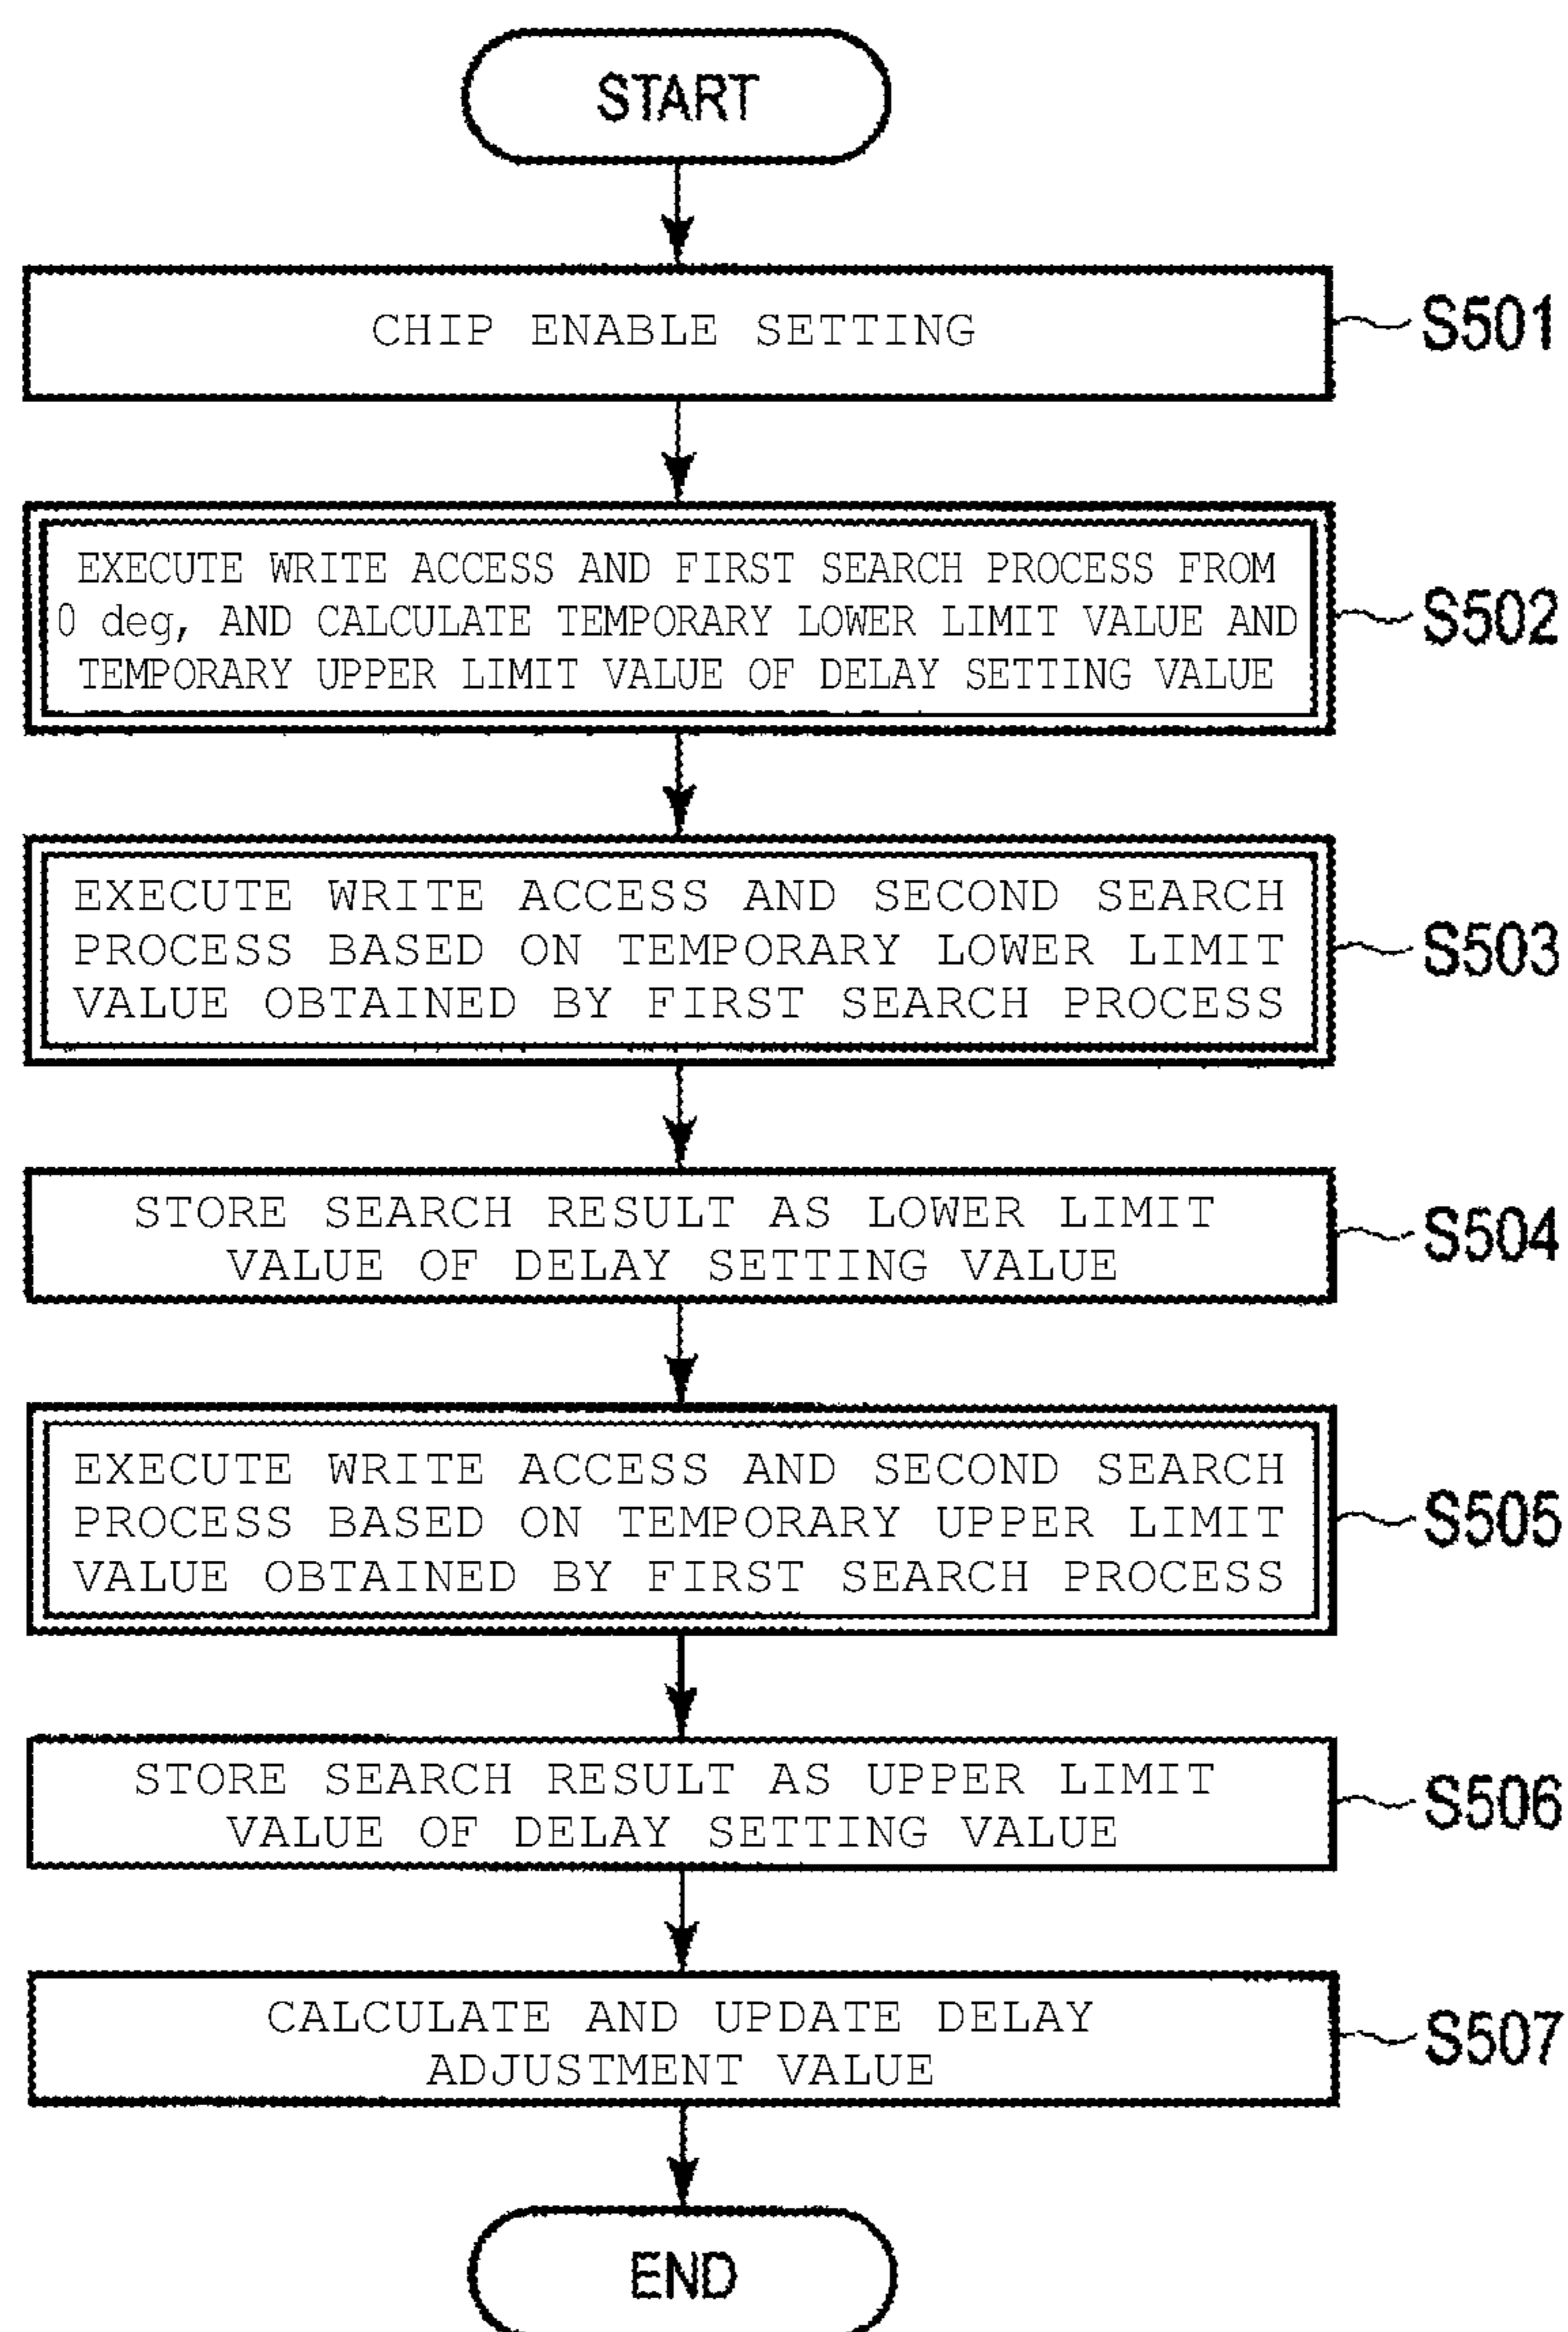 START
CHIP ENABLE SETTING
S501
EXECUTE WRITE ACCESS AND FIRST SEARCH PROCESS FROM
0 deg, AND CALCULATE TEMPORARY LOWER LIMIT VALUE AND
TEMPORARY UPPER LIMIT VALUE OF DELAY SETTING VALUE
S502
EXECUTE WRITE ACCESS AND SECOND SEARCH
PROCESS BASED ON TEMPORARY LOWER LIMIT
VALUE OBTAINED BY FIRST SEARCH PROCESS
S503
STORE SEARCH RESULT AS LOWER LIMIT
VALUE OF DELAY SETTING VALUE
S504
EXECUTE WRITE ACCESS AND SECOND SEARCH
PROCESS BASED ON TEMPORARY UPPER LIMIT
VALUE OBTAINED BY FIRST SEARCH PROCESS
S505
STORE SEARCH RESULT AS UPPER LIMIT
VALUE OF DELAY SETTING VALUE
S506
CALCULATE AND UPDATE DELAY
ADJUSTMENT VALUE
S507
END